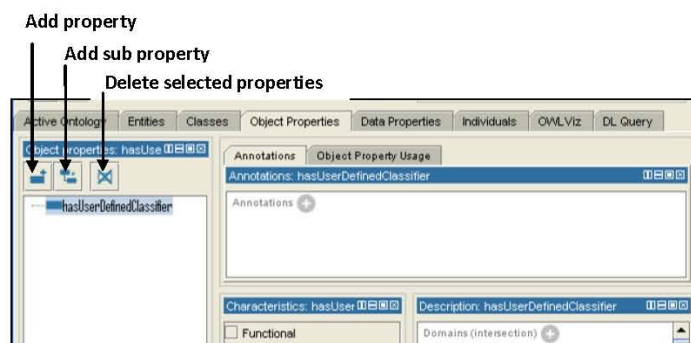 Add property
Add sub property
Delete selected properties
Active Ontology Entities Classes Object Properties Data Properties Individuals OWLViz DL Query
Object properties: hasUse
hasUserDefinedClassifier
Annotations Object Property Usage
Annotations: hasUserDefinedClassifier
Annotations
Characteristics: hasUser
Functional
Description: hasUserDefinedClassifier
Domains (intersection)